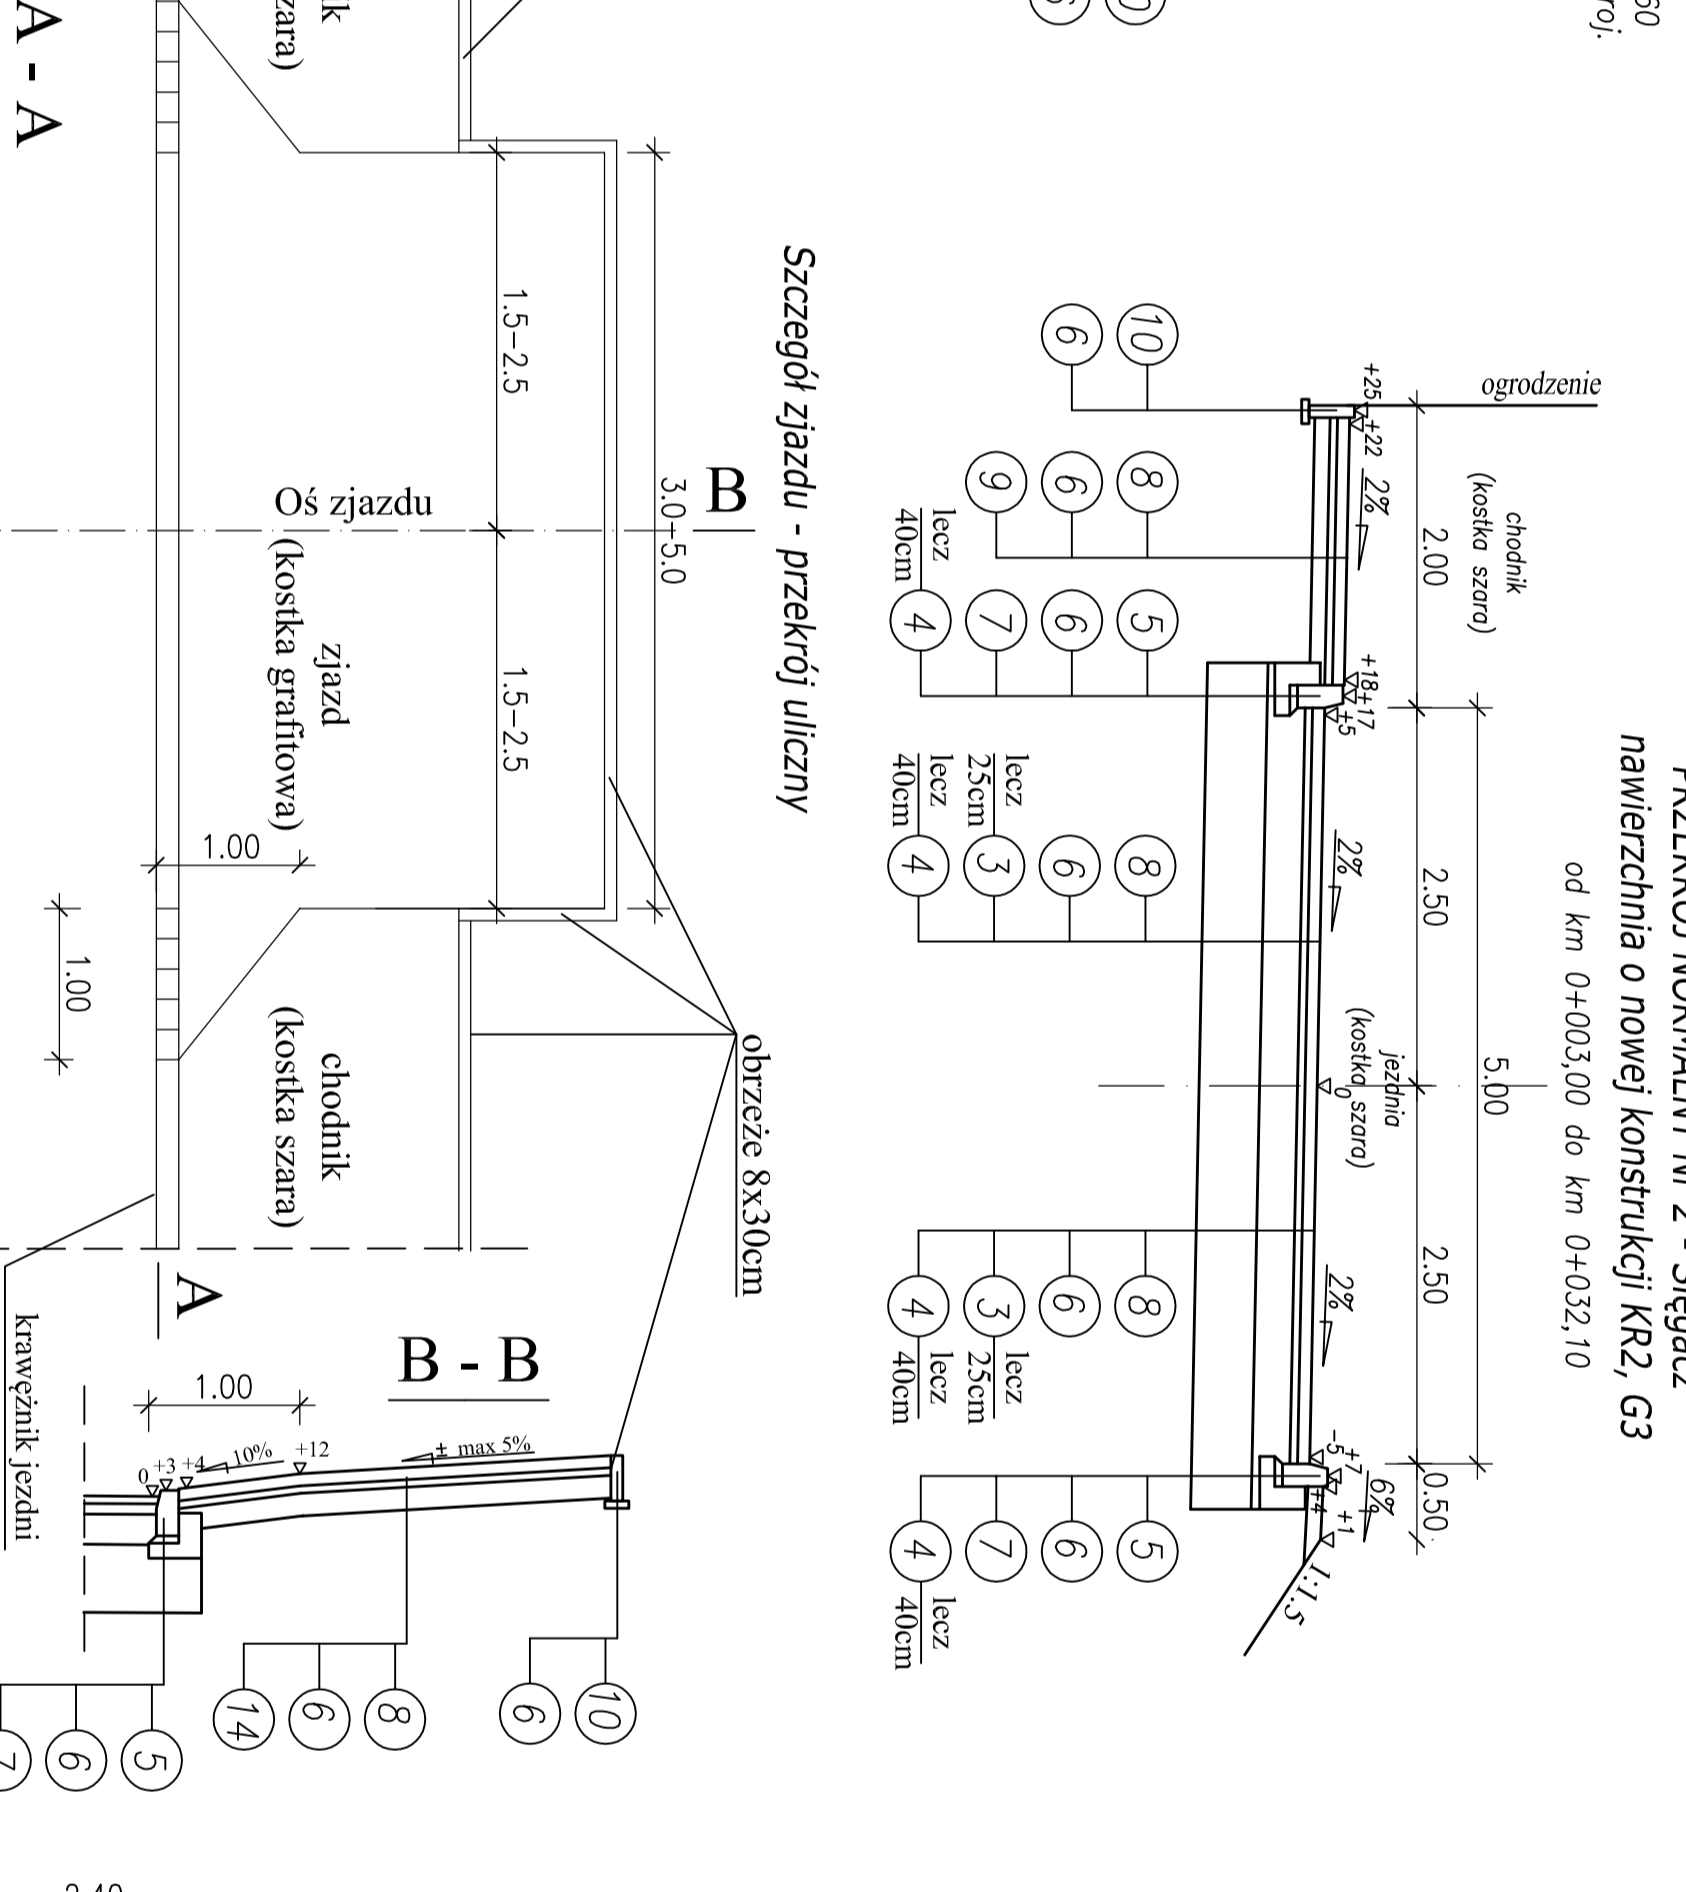 PRZEKRÓJ NORMALNY Nr 2 - Sięgacz
nawierzchnia o nowej konstrukcji KR2, G3
od km 0+003,00 do km 0+032,10
60
roj.
5.00
2.00
2.50
2.50
0.50
ogrodzenie
chodnik
(kostka szara)
jezdnia
(kostka szara)
+25
+22
2%
+18
+17
+5
2%
0
2%
-5
+7
+4
6%
+1
1:1.5
10
6
8
6
9
5
6
7
4
lecz
40cm
8
6
3
lecz
25cm
4
lecz
40cm
8
6
3
lecz
25cm
4
lecz
40cm
5
6
7
4
lecz
40cm
Szczegół zjazdu - przekrój uliczny
B
3.0÷5.0
1.5-2.5
1.5-2.5
Oś zjazdu
zjazd
(kostka grafitowa)
1.00
1.00
chodnik
(kostka szara)
obrzeże 8x30cm
krawężnik jezdni
A
A - A
B - B
1.00
0
+3
+4
10%
+12
± max 5%
10
6
8
6
14
5
6
7